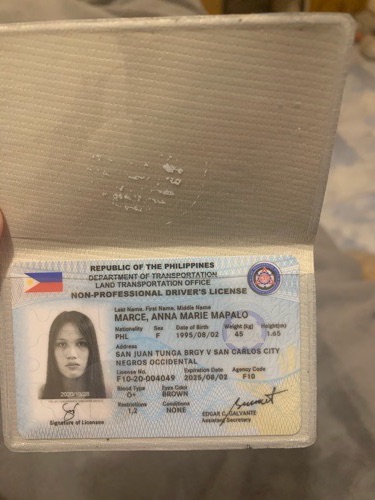 REPUBLIC OF THE PHILIPPINES
DEPARTMENT OF TRANSPORTATION
LAND TRANSPORTATION OFFICE
NON-PROFESSIONAL DRIVER'S LICENSE
Last Name, First Name, Middle Name
MARCE, ANNA MARIE MAPALO
Nationality Sex Date of Birth Weight (kg) Height(m)
PHL F 1995/08/02 45 1.65
Address
SAN JUAN TUNGA BRGY V SAN CARLOS CITY
NEGROS OCCIDENTAL
License No. Expiration Date Agency Code
F10-20-004049 2025/08/02 F10
Blood Type Eyes Color
O+ BROWN
Restrictions Conditions
1,2 NONE
Signature of Licensee
EDGAR C. GALVANTE
Assistant Secretary